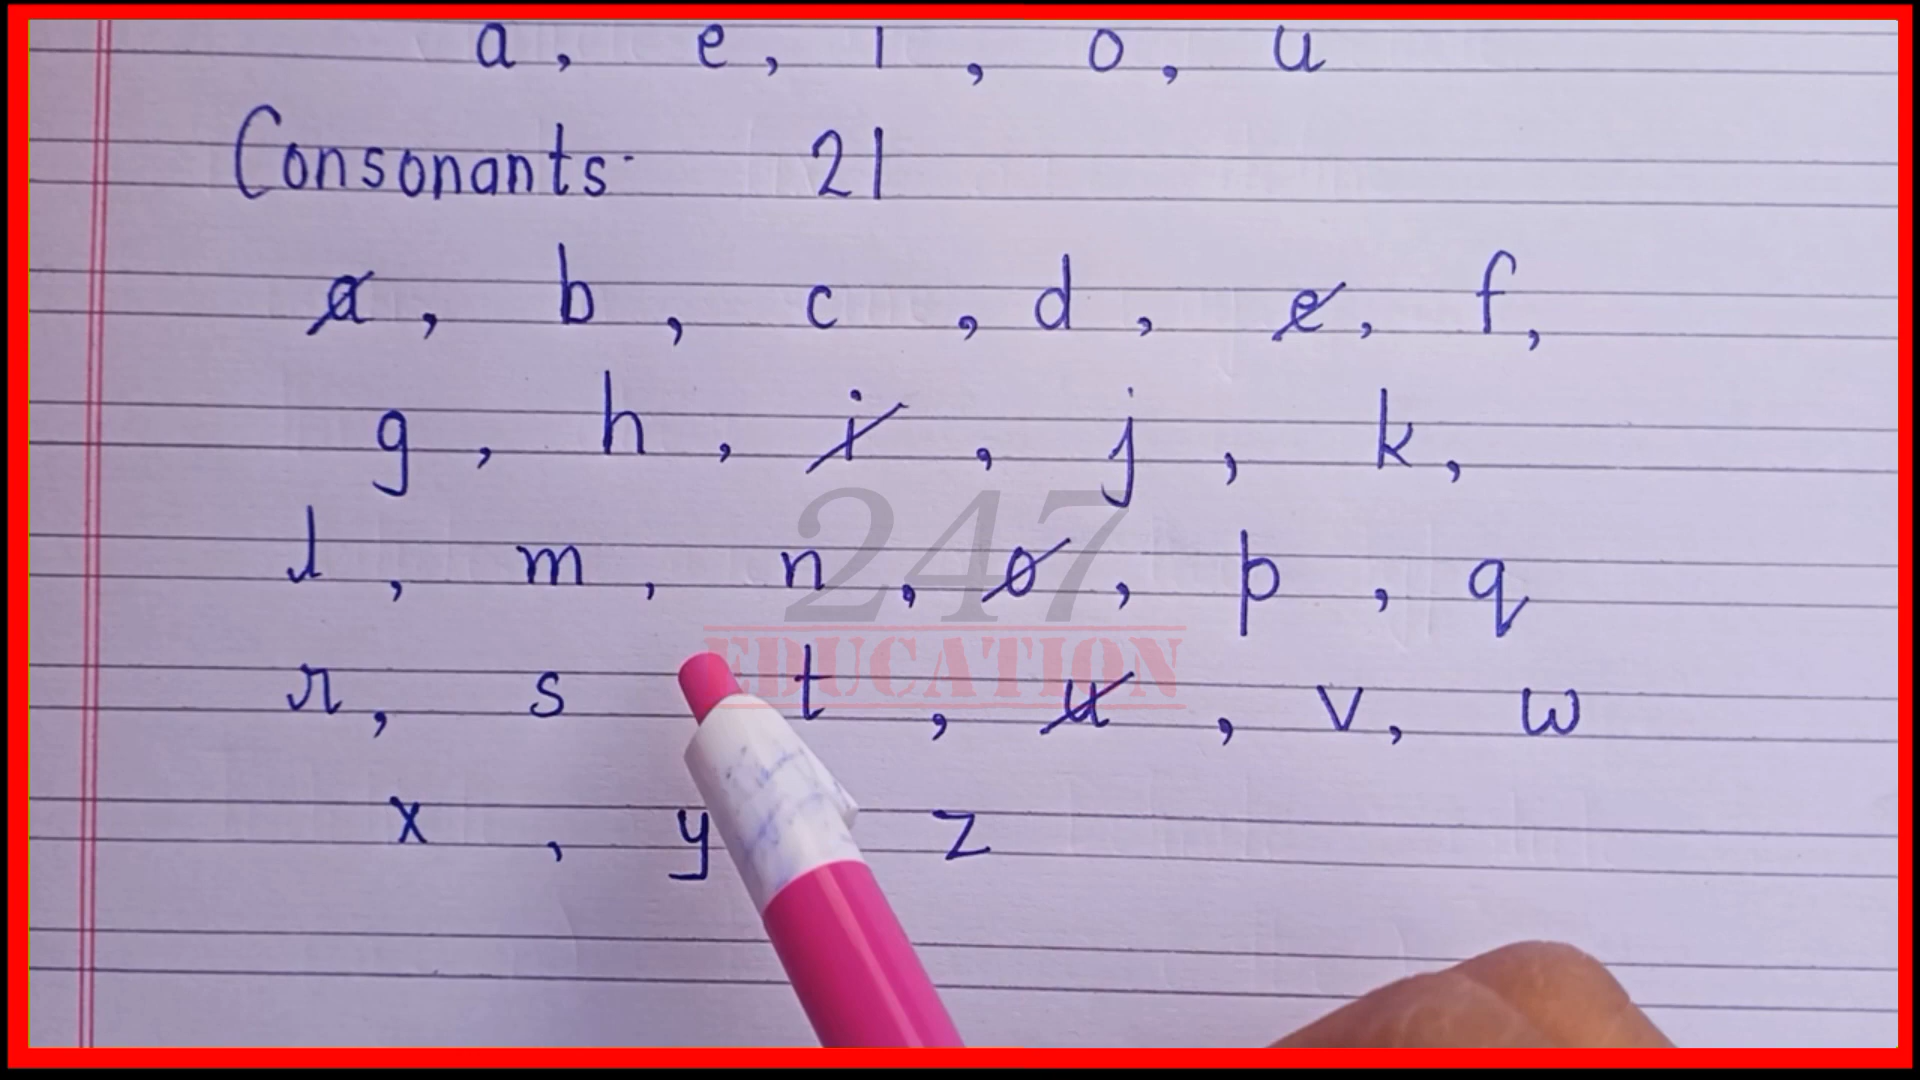 a, e, i, o, u
Consonants 21
a, b, c, d, e, f,
g, h, i, j, k,
l, m, n, o, p, q
r, s t, u, v, w
x, y z
247
EDUCATION